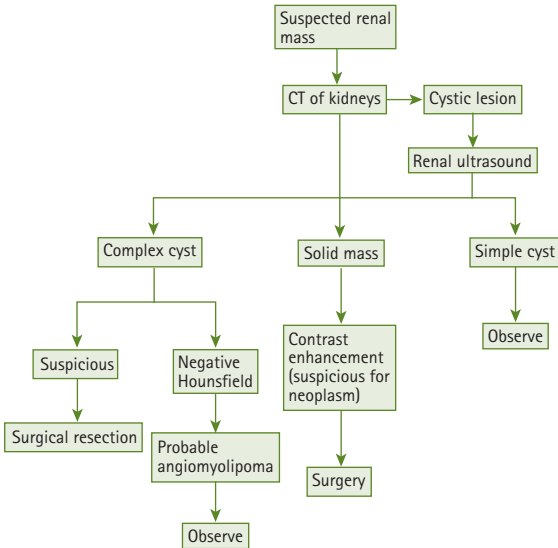 Suspected renal
mass
CT of kidneys
Cystic lesion
Renal ultrasound
Complex cyst
Solid mass
Simple cyst
Suspicious
Negative
Hounsfield
Contrast
enhancement
(suspicious for
neoplasm)
Observe
Surgical resection
Probable
angiomyolipoma
Surgery
Observe